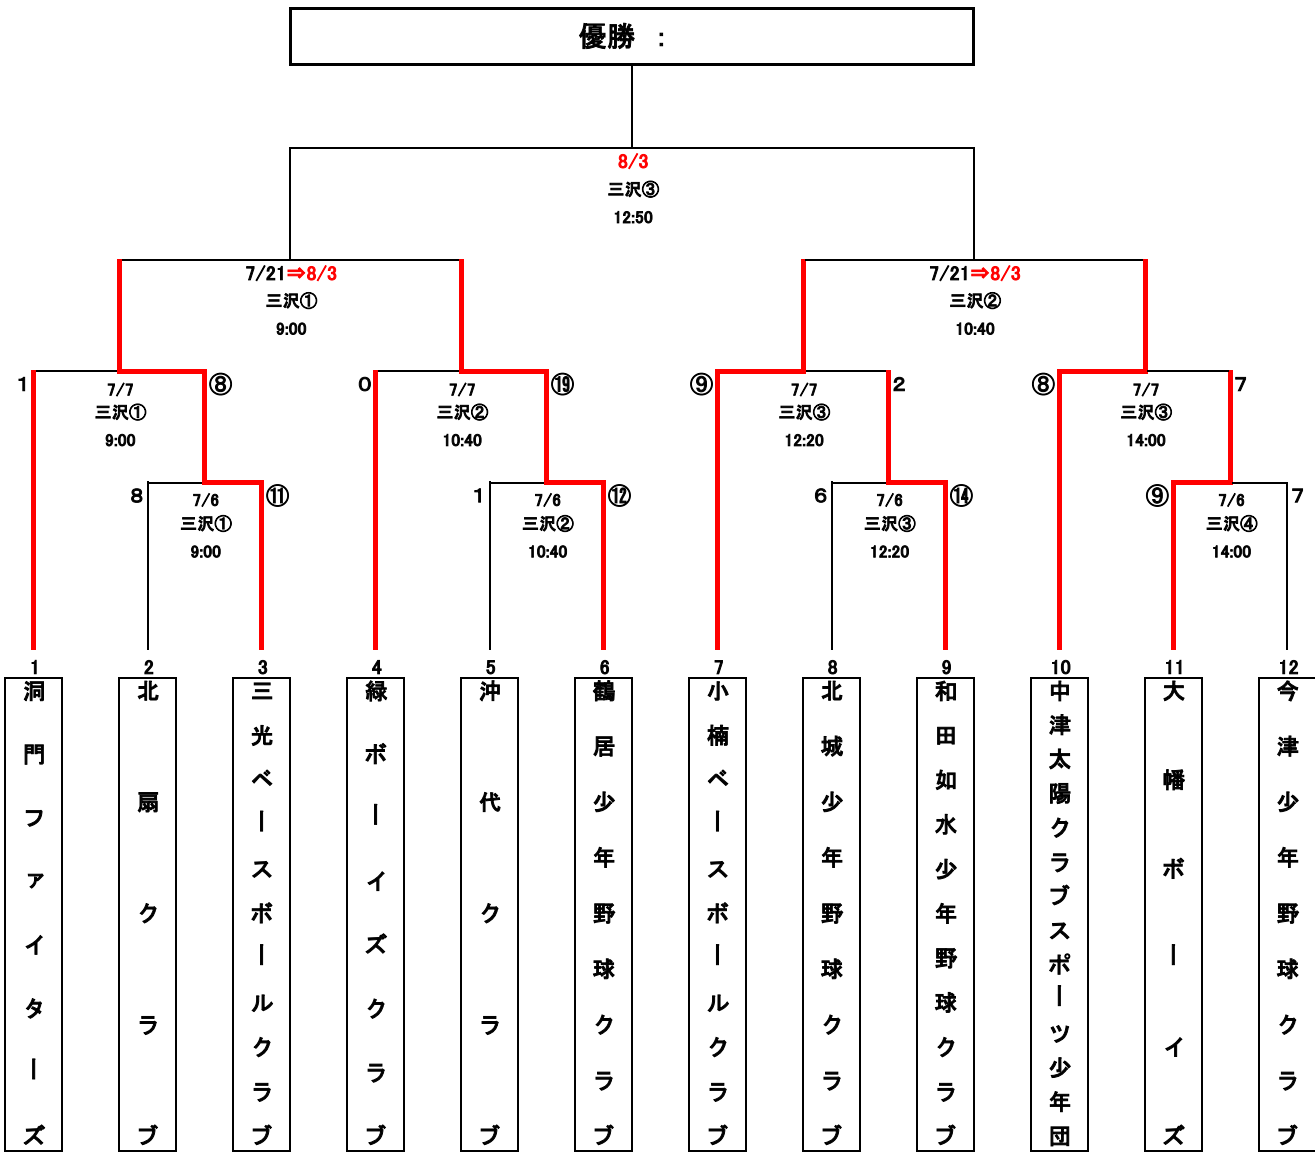 優勝 ：
8/3
三沢③
12:50
7/21⇒8/3
三沢①
9:00
7/21⇒8/3
三沢②
10:40
1
7/7
三沢①
9:00
⑧
0
7/7
三沢②
10:40
⑲
⑨
7/7
三沢③
12:20
2
⑧
7/7
三沢③
14:00
7
8
7/6
三沢①
9:00
⑪
1
7/6
三沢②
10:40
⑫
6
7/6
三沢③
12:20
⑭
⑨
7/6
三沢④
14:00
7
1
洞門ファイターズ
2
北扇クラブ
3
三光ベースボールクラブ
4
緑ボーイズクラブ
5
沖代クラブ
6
鶴居少年野球クラブ
7
小楠ベースボールクラブ
8
北城少年野球クラブ
9
和田如水少年野球クラブ
10
中津太陽クラブスポーツ少年団
11
大幡ボーイズ
12
今津少年野球クラブ